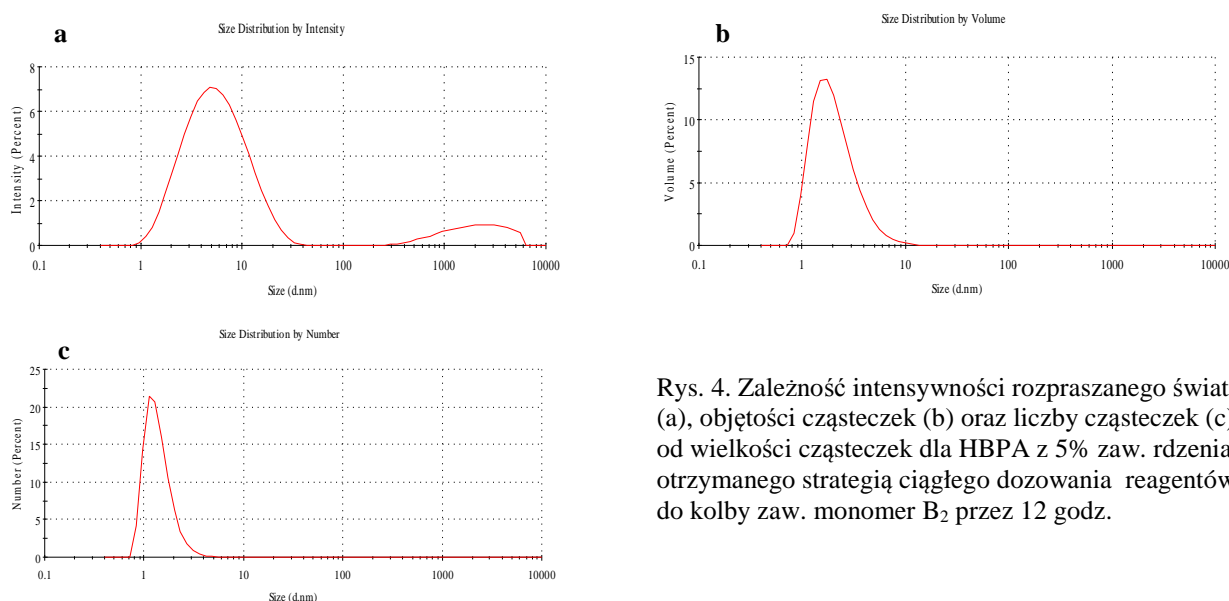 a
Size Distribution by Intensity
8
6
4
2
0
Intensity (Percent)
0.1 1 10 100 1000 10000
Size (d.nm)
b
Size Distribution by Volume
15
10
5
0
Volume (Percent)
0.1 1 10 100 1000 10000
Size (d.nm)
c
Size Distribution by Number
25
20
15
10
5
0
Number (Percent)
0.1 1 10 100 1000 10000
Size (d.nm)
Rys. 4. Zależność intensywności rozpraszanego świat
(a), objętości cząsteczek (b) oraz liczby cząsteczek (c)
od wielkości cząsteczek dla HBPA z 5% zaw. rdzenia
otrzymanego strategią ciągłego dozowania reagentów
do kolby zaw. monomer B₂ przez 12 godz.